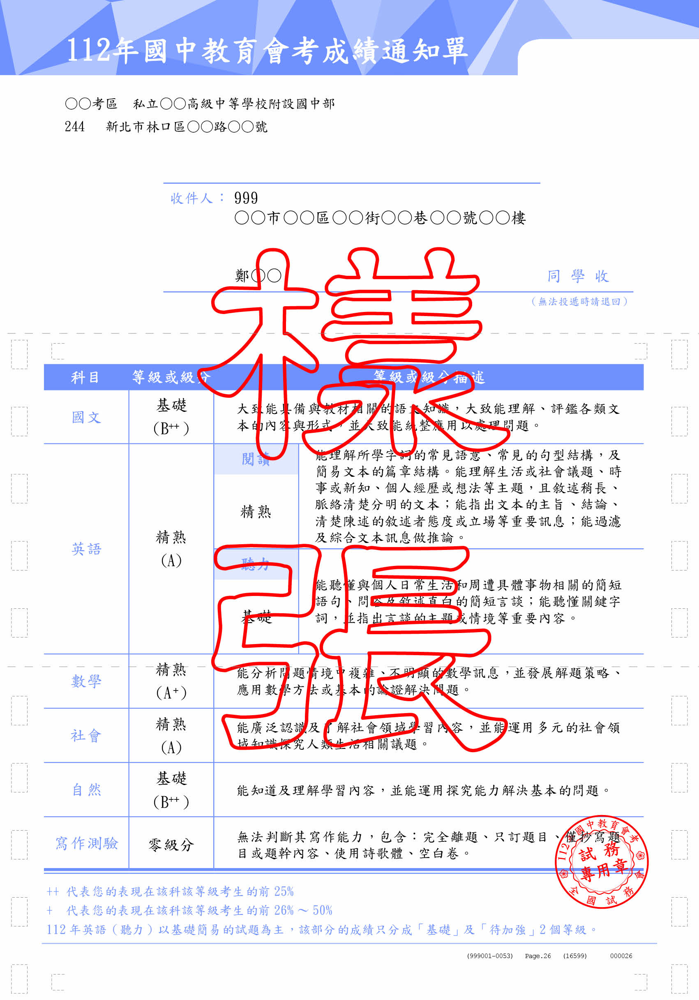 112年國中教育會考成績通知單
○○考區 私立○○高級中等學校附設國中部
244 新北市林口區○○路○○號
收件人：999
○○市○○區○○街○○巷○○號○○樓
鄭○○ 同學收
（無法投遞時請退回）
樣
張
科目 等級或級分 等級或級分描述
國文
基礎
(B++)
大致能具備與教材相關的語文知識，大致能理解、評鑑各類文
本的內容與形式，並大致能統整應用以處理問題。
英語
精熟
(A)
閱讀
精熟
能理解所學字詞的常見語意、常見的句型結構，及
簡易文本的篇章結構。能理解生活或社會議題、時
事或新知、個人經歷或想法等主題，且敘述稍長、
脈絡清楚分明的文本；能指出文本的主旨、結論、
清楚陳述的敘述者態度或立場等重要訊息；能過濾
及綜合文本訊息做推論。
聽力
基礎
能聽懂與個人日常生活和周遭具體事物相關的簡短
語句、問答及敘述直白的簡短言談；能聽懂關鍵字
詞，並指出言談的主題或情境等重要內容。
數學
精熟
(A+)
能分析問題情境中複雜、不明顯的數學訊息，並發展解題策略、
應用數學方法或基本的論證解決問題。
社會
精熟
(A)
能廣泛認識及了解社會領域學習內容，並能運用多元的社會領
域知識探究人類生活相關議題。
自然
基礎
(B++)
能知道及理解學習內容，並能運用探究能力解決基本的問題。
寫作測驗
零級分
無法判斷其寫作能力，包含：完全離題、只訂題目、僅抄寫題
目或題幹內容、使用詩歌體、空白卷。
112年國中教育會考
試務
專用章
全國試務會
++ 代表您的表現在該科該等級考生的前 25%
+ 代表您的表現在該科該等級考生的前 26%～50%
112 年英語（聽力）以基礎簡易的試題為主，該部分的成績只分成「基礎」及「待加強」2 個等級。
(999001-0053) Page.26 (16599) 000026